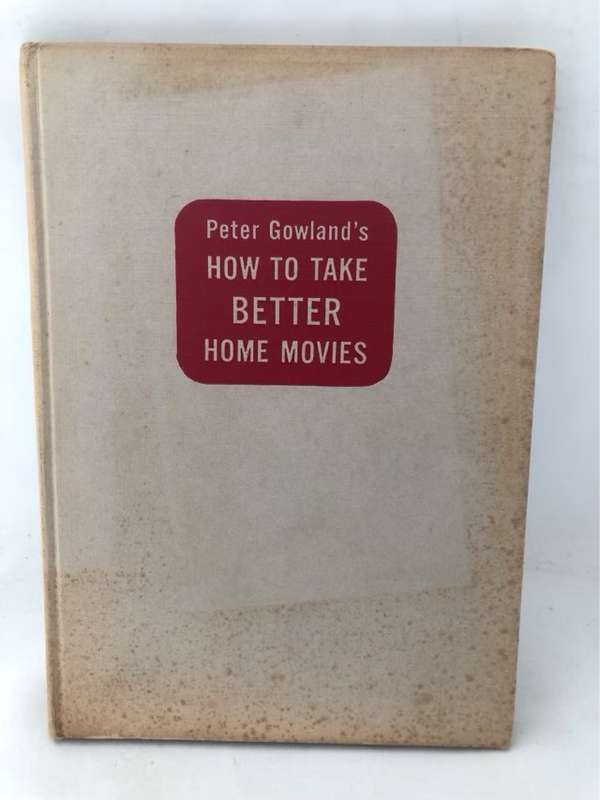 Peter Gowland's
HOW TO TAKE
BETTER
HOME MOVIES